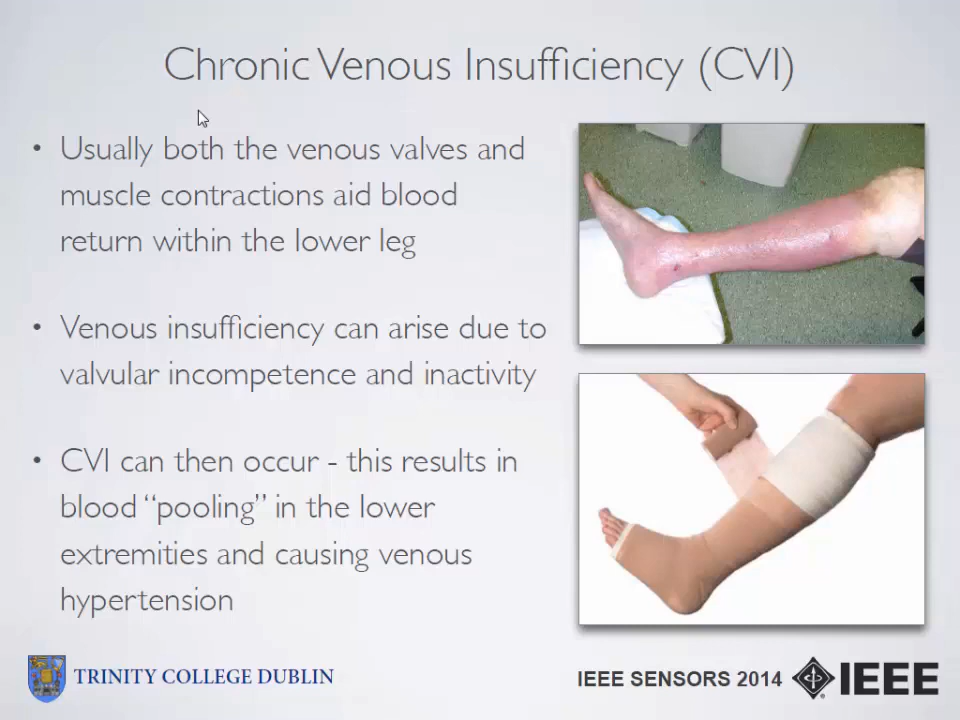 Chronic Venous Insufficiency (CVI)
• Usually both the venous valves and
muscle contractions aid blood
return within the lower leg
• Venous insufficiency can arise due to
valvular incompetence and inactivity
• CVI can then occur - this results in
blood “pooling” in the lower
extremities and causing venous
hypertension
TRINITY COLLEGE DUBLIN
IEEE SENSORS 2014
IEEE